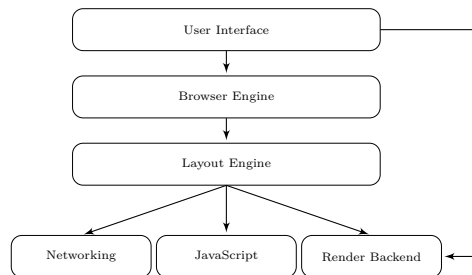 User Interface
Browser Engine
Layout Engine
Networking
JavaScript
Render Backend